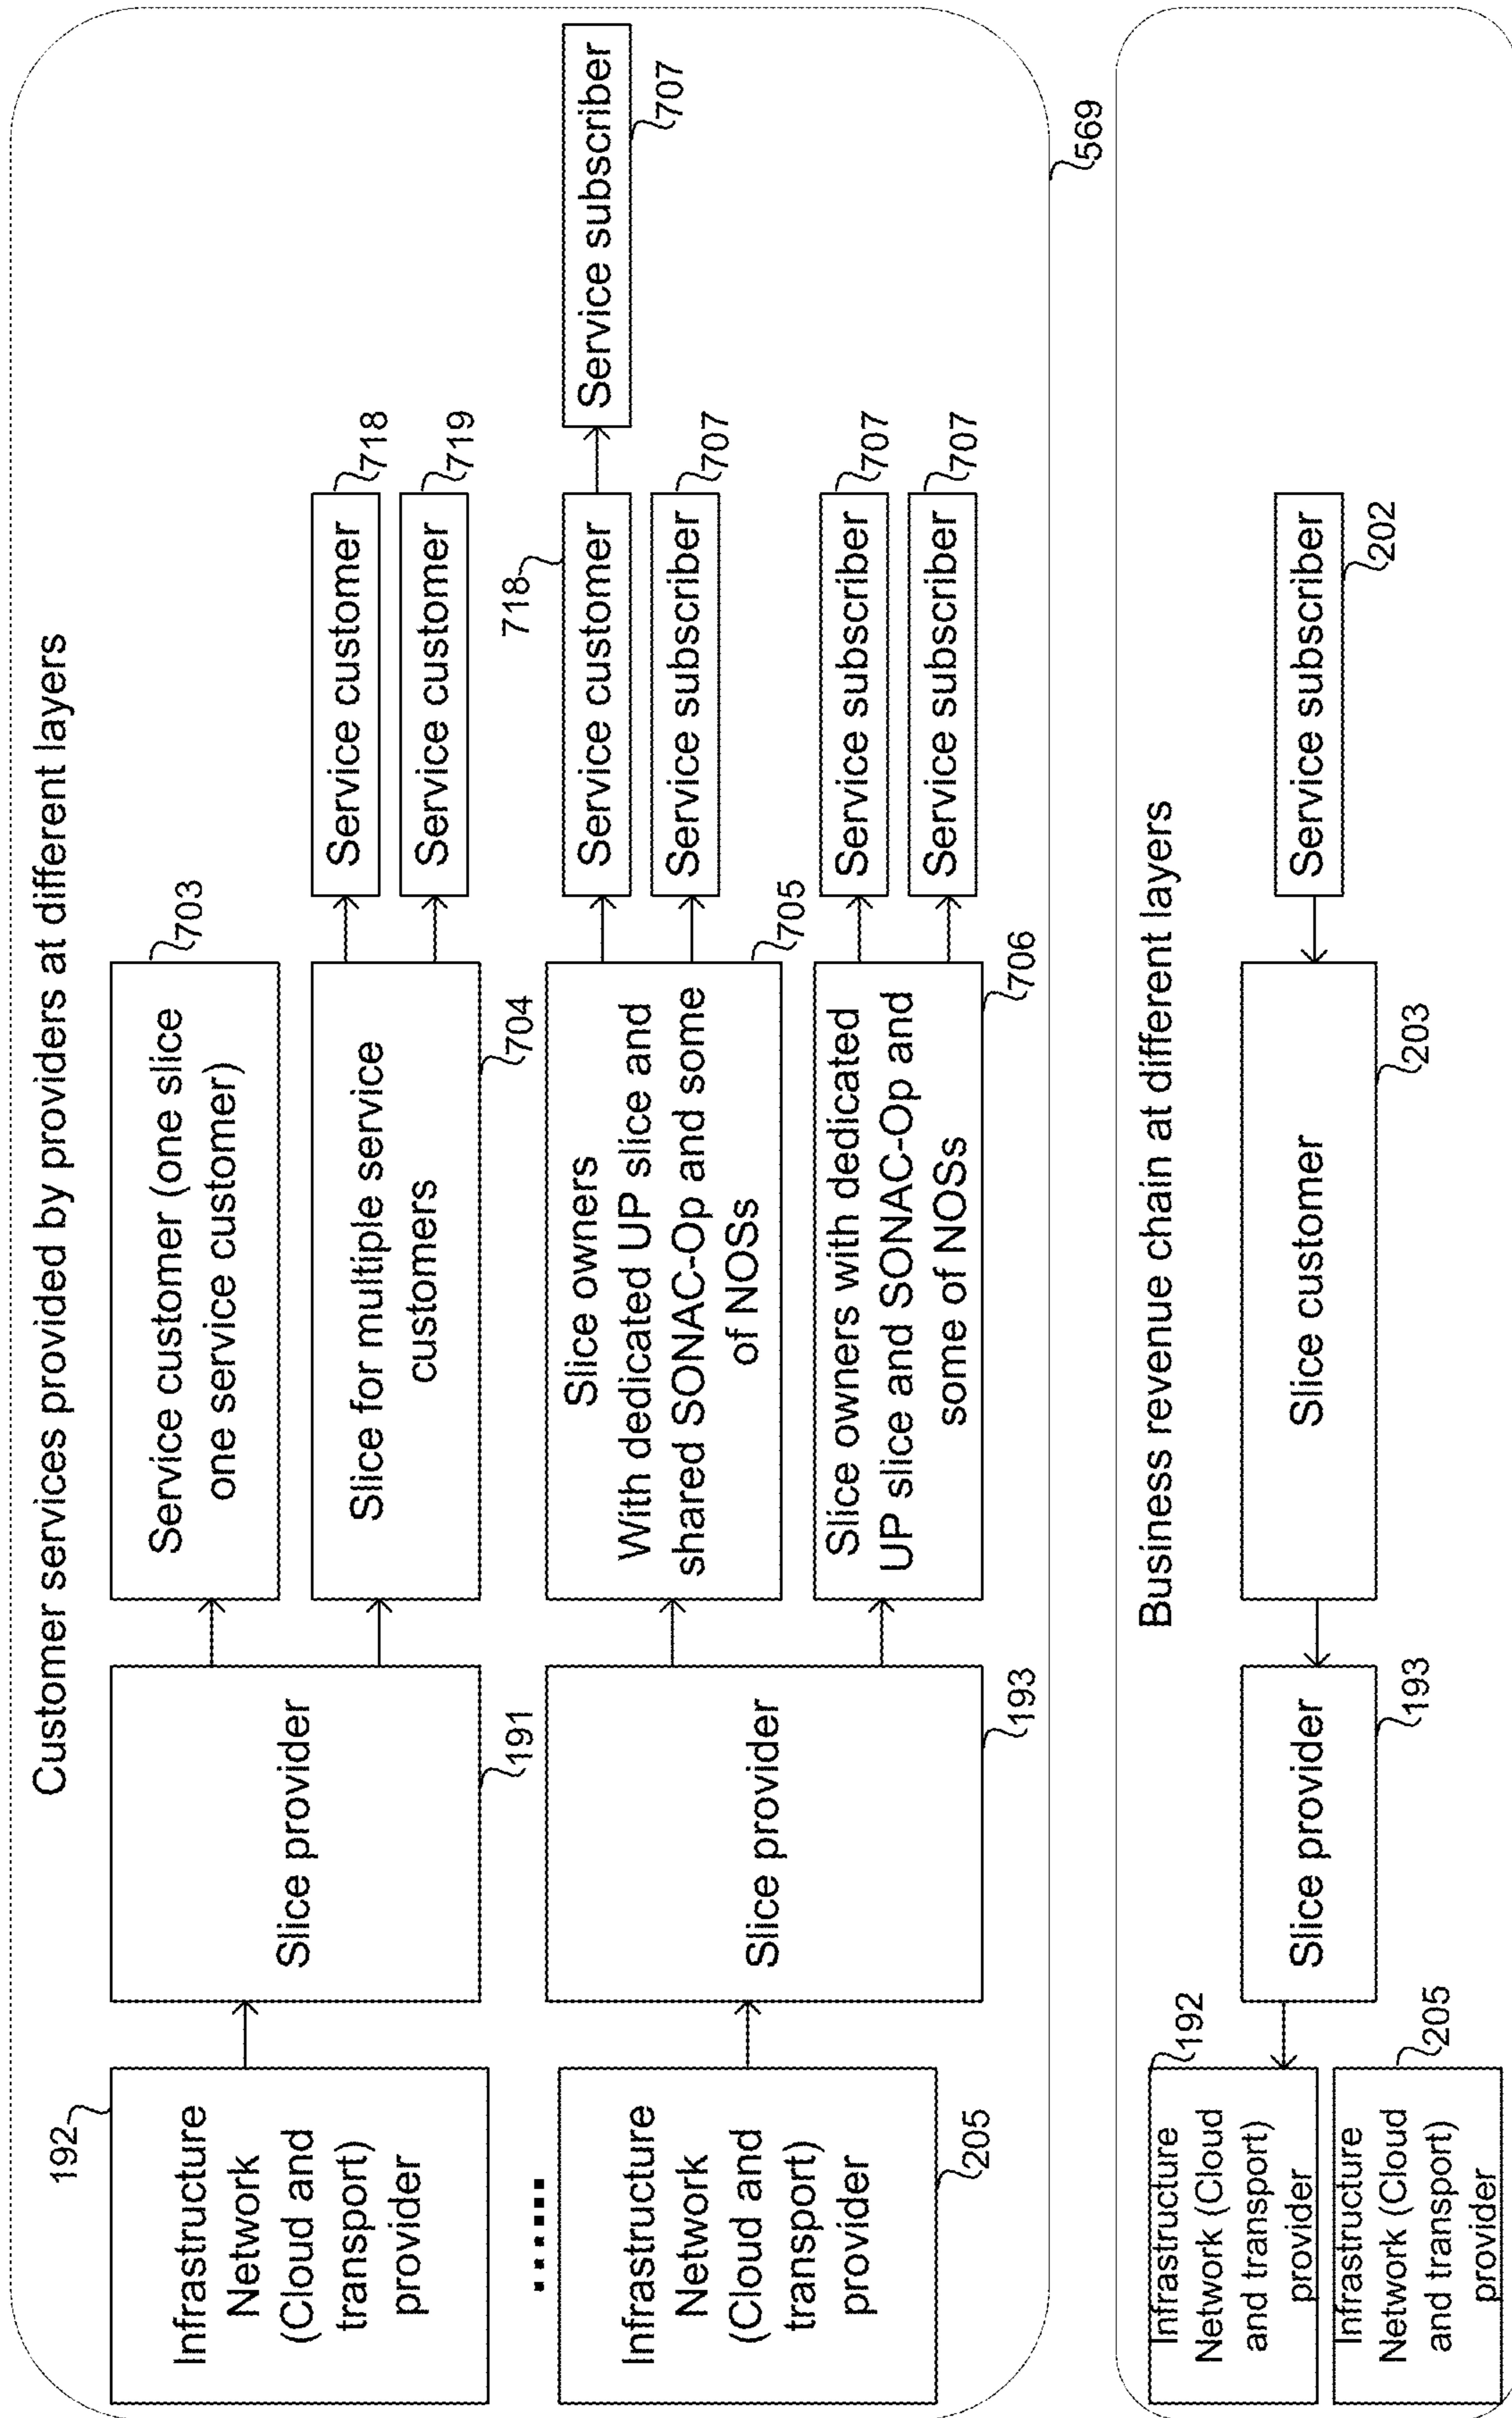 Customer services provided by providers at different layers
192
Infrastructure
Network
(Cloud and
transport)
provider
......
Infrastructure
Network
(Cloud and
transport)
provider
205
Slice provider
191
Slice provider
193
Service customer (one slice
one service customer)
703
Slice for multiple service
customers
704
Slice owners
With dedicated UP slice and
shared SONAC-Op and some
of NOSs
705
Slice owners with dedicated
UP slice and SONAC-Op and
some of NOSs
706
Service customer
718
Service customer
719
718
Service customer
Service subscriber
707
Service subscriber
707
Service subscriber
707
Service subscriber
707
569
Business revenue chain at different layers
Infrastructure
Network (Cloud
and transport)
provider
192
Infrastructure
Network (Cloud
and transport)
provider
205
Slice provider
193
Slice customer
203
Service subscriber
202